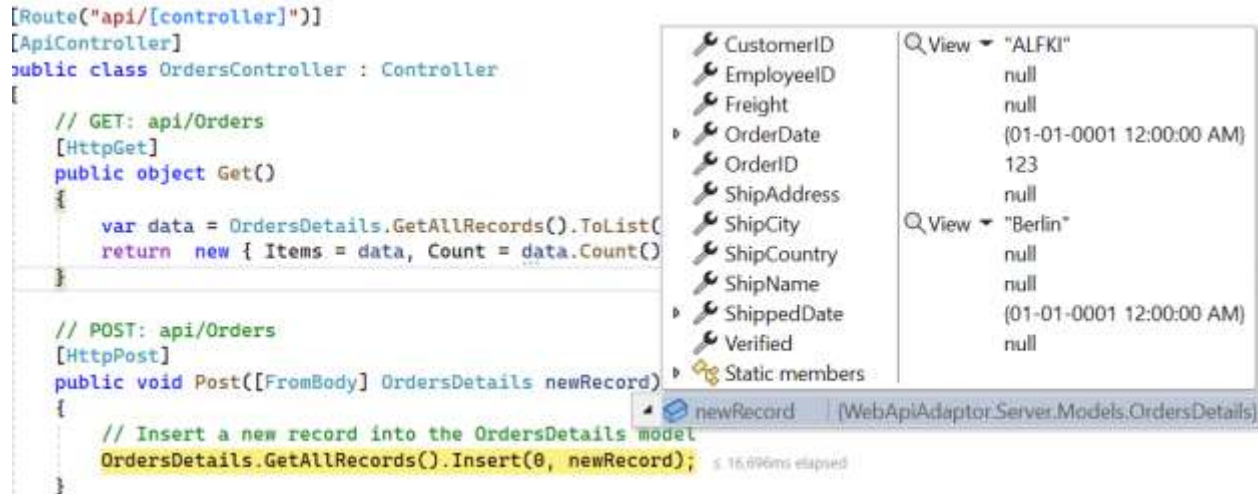 [Route("api/[controller]")]
[ApiController]
public class OrdersController : Controller
{
// GET: api/Orders
[HttpGet]
public object Get()
{
var data = OrdersDetails.GetAllRecords().ToList(
return new { Items = data, Count = data.Count()
}
// POST: api/Orders
[HttpPost]
public void Post([FromBody] OrdersDetails newRecord)
{
// Insert a new record into the OrdersDetails model
OrdersDetails.GetAllRecords().Insert(0, newRecord); ≤ 16,696ms elapsed
}
CustomerID View "ALFKI"
EmployeeID null
Freight null
OrderDate {01-01-0001 12:00:00 AM}
OrderID 123
ShipAddress null
ShipCity View "Berlin"
ShipCountry null
ShipName null
ShippedDate {01-01-0001 12:00:00 AM}
Verified null
Static members
newRecord {WebApiAdaptor.Server.Models.OrdersDetails}